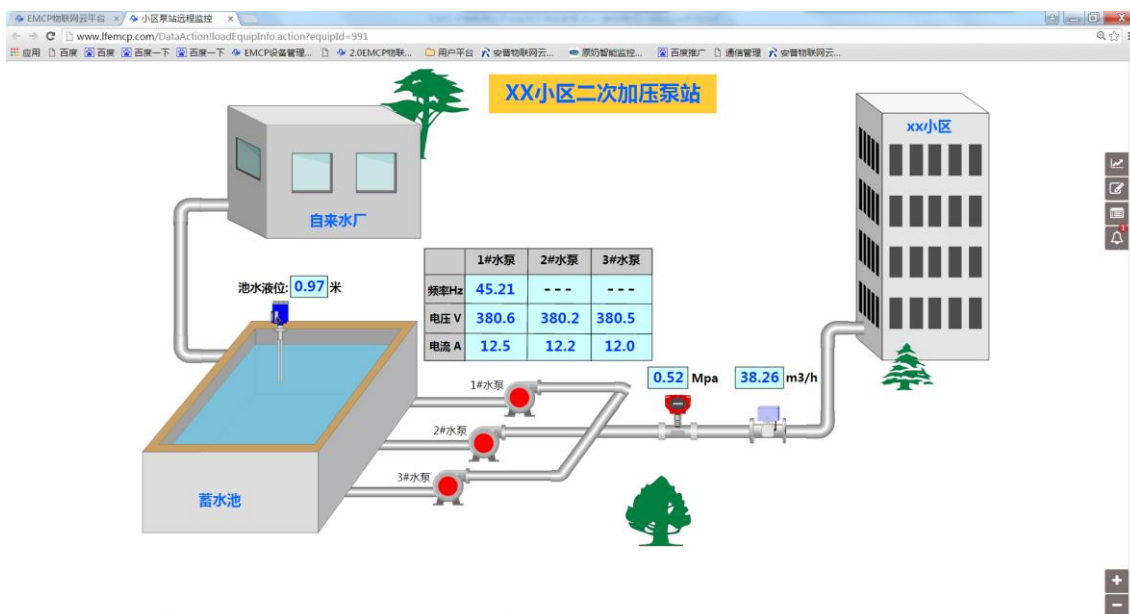 EMCP物联网云平台
小区泵站远程监控
www.lfemcp.com/DataAction!loadEquipInfo.action?equipId=991
应用 百度 百度 百度一下 百度一下 EMCP设备管理... 2.0EMCP物联... 用户平台 安普物联网云... 原奶智能监控... 百度推广 通信管理 安普物联网云...
XX小区二次加压泵站
xx小区
自来水厂
1#水泵 2#水泵 3#水泵
池水液位: 0.97 米
频率Hz 45.21 --- ---
电压 V 380.6 380.2 380.5
电流 A 12.5 12.2 12.0
1#水泵
0.52 Mpa 38.26 m3/h
2#水泵
3#水泵
蓄水池